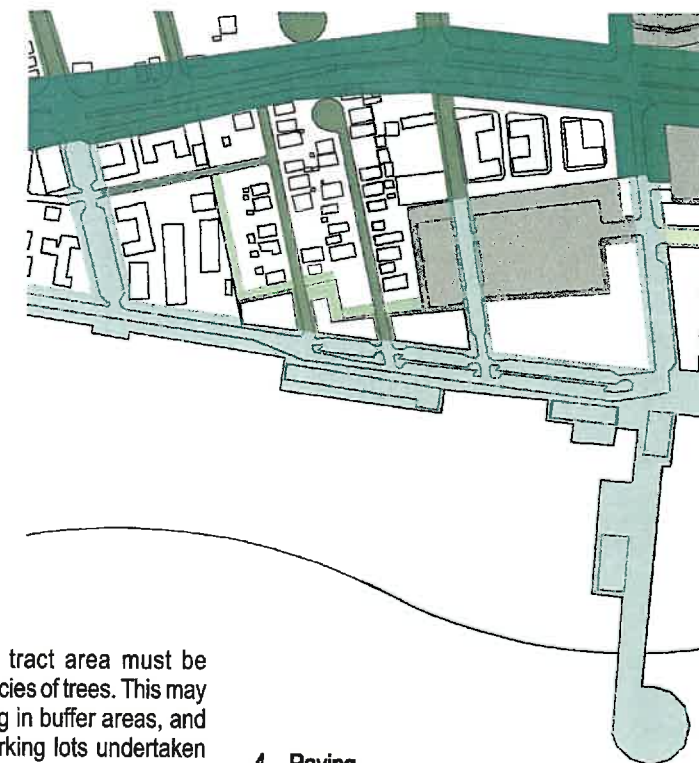 tract area must be
cies of trees. This may
g in buffer areas, and
rking lots undertaken
4. Paving